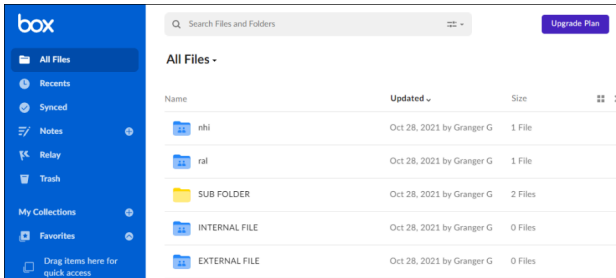 box
Search Files and Folders
Upgrade Plan
All Files
Recents
Synced
Notes
Relay
Trash
My Collections
Favorites
Drag items here for
quick access
All Files
Name Updated Size
nhi Oct 28, 2021 by Granger G 1 File
ral Oct 28, 2021 by Granger G 1 File
SUB FOLDER Oct 28, 2021 by Granger G 2 Files
INTERNAL FILE Oct 28, 2021 by Granger G 0 Files
EXTERNAL FILE Oct 28, 2021 by Granger G 0 Files